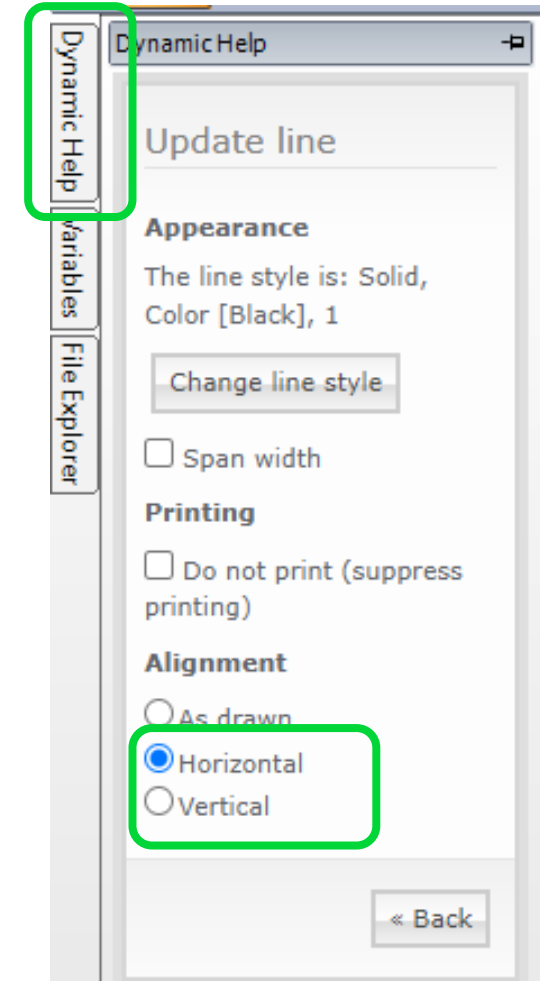 Dynamic Help
Variables
File Explorer
Dynamic Help
Update line
Appearance
The line style is: Solid,
Color [Black], 1
Change line style
Span width
Printing
Do not print (suppress
printing)
Alignment
As drawn
Horizontal
Vertical
« Back